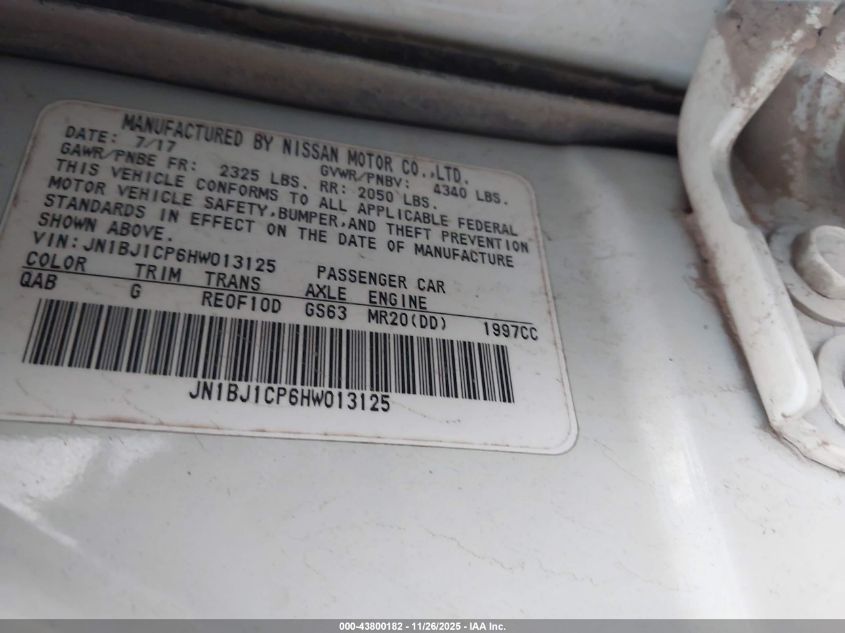 MANUFACTURED BY NISSAN MOTOR CO.,LTD.
DATE: 7/17 GVWR/PNBV: 4340 LBS.
GAWR/PNBE FR: 2325 LBS. RR: 2050 LBS.
THIS VEHICLE CONFORMS TO ALL APPLICABLE FEDERAL
MOTOR VEHICLE SAFETY,BUMPER,AND THEFT PREVENTION
STANDARDS IN EFFECT ON THE DATE OF MANUFACTURE
SHOWN ABOVE.
VIN:JN1BJ1CP6HW013125 PASSENGER CAR
COLOR TRIM TRANS AXLE ENGINE
QAB G RE0F10D GS63 MR20(DD) 1997CC
JN1BJ1CP6HW013125
000-43800182 - 11/26/2025 - IAA Inc.